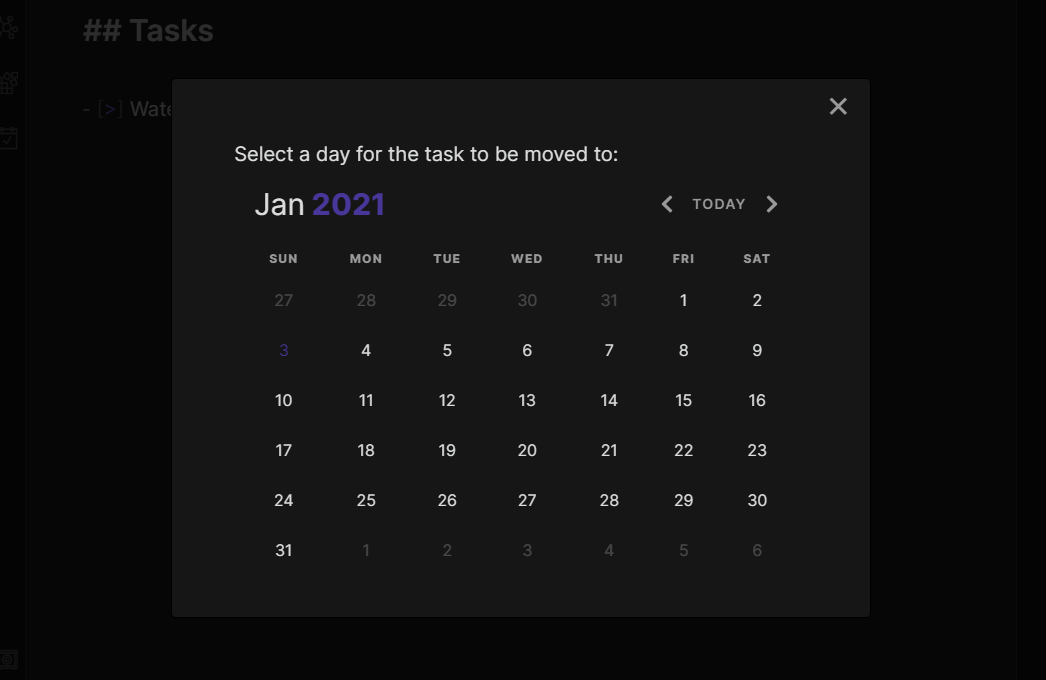 ## Tasks
- [>] Wate
Select a day for the task to be moved to:
Jan 2021 TODAY
SUN MON TUE WED THU FRI SAT
27 28 29 30 31 1 2
3 4 5 6 7 8 9
10 11 12 13 14 15 16
17 18 19 20 21 22 23
24 25 26 27 28 29 30
31 1 2 3 4 5 6